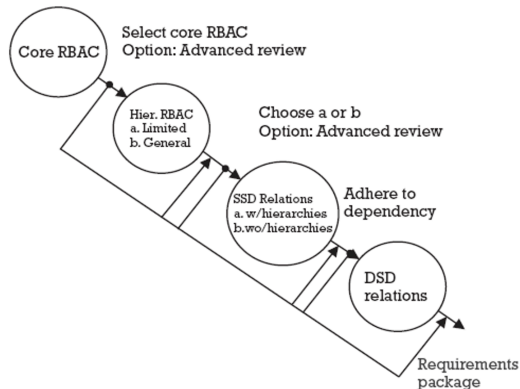 Core RBAC
Select core RBAC
Option: Advanced review
Hier. RBAC
a. Limited
b. General
Choose a or b
Option: Advanced review
SSD Relations
a. w/hierarchies
b.wo/hierarchies
Adhere to
dependency
DSD
relations
Requirements
package